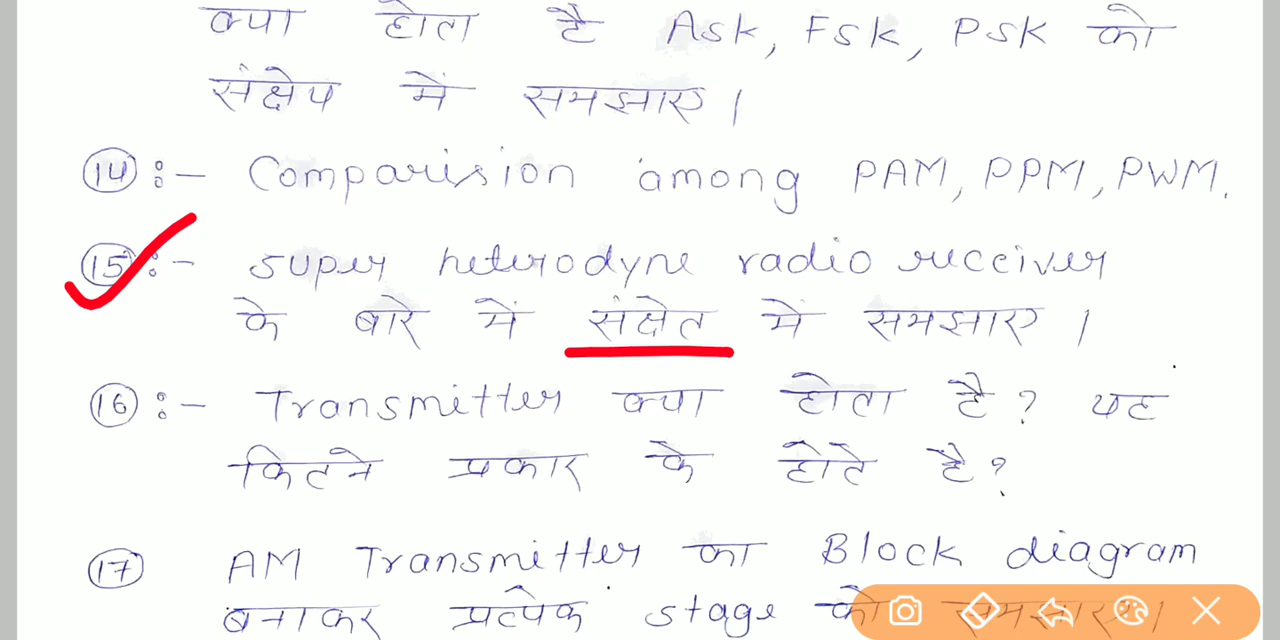 क्या होता है Ask, Fsk, PSK को
संक्षेप में समझाए।
14 :- Comparision among PAM, PPM, PWM.
15 :- super heterodyne radio receiver
के बारे में संक्षेत में समझाए।
16 :- Transmitter क्या होता है? यह
कितने प्रकार के होते है?
17 AM Transmitter का Block diagram
बनाकर प्रत्येक stage को समझाए।